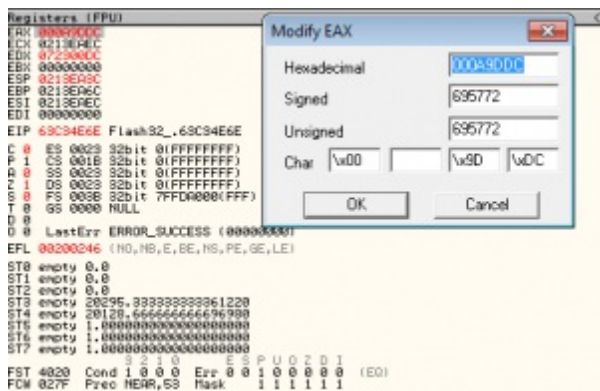 Registers (FPU)
EAX 000A9DDC
ECX 0213EAEC
EDX 072900DC
EBX 00000000
ESP 0213EA3C
EBP 0213EA6C
ESI 0213EAEC
EDI 00000000
EIP 63C34E6E Flash32_.63C34E6E
C 0 ES 0023 32bit 0(FFFFFFFF)
P 1 CS 001B 32bit 0(FFFFFFFF)
A 0 SS 0023 32bit 0(FFFFFFFF)
Z 1 DS 0023 32bit 0(FFFFFFFF)
S 0 FS 003B 32bit 7FFDA000(FFF)
T 0 GS 0000 NULL
D 0
O 0 LastErr ERROR_SUCCESS (00000000)
EFL 00200246 (NO,NB,E,BE,NS,PE,GE,LE)
ST0 empty 0.0
ST1 empty 0.0
ST2 empty 0.0
ST3 empty 20295.333333333361220
ST4 empty 20128.666666666696980
ST5 empty 1.0000000000000000000
ST6 empty 1.0000000000000000000
ST7 empty 1.0000000000000000000
3 2 1 0 E S P U O Z D I
FST 4020 Cond 1 0 0 0 Err 0 0 1 0 0 0 0 0 (EQ)
FCW 027F Prec NEAR,53 Mask 1 1 1 1 1 1
Modify EAX
Hexadecimal 000A9DDC
Signed 695772
Unsigned 695772
Char \x00 \x9D \xDC
OK Cancel